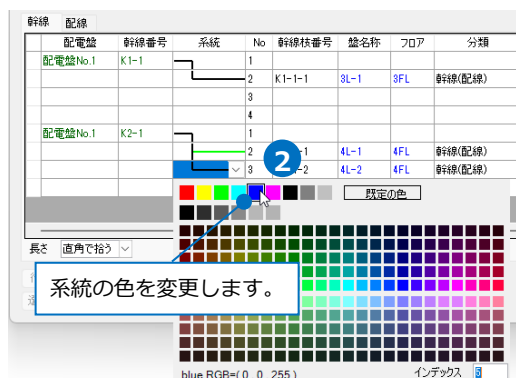 幹線 配線
配電盤 幹線番号 系統 No 幹線枝番号 盤名称 フロア 分類
配電盤No.1 K1-1 1
2 K1-1-1 3L-1 3FL 幹線(配線)
3
4
配電盤No.1 K2-1 1
2 -1 4L-1 4FL 幹線(配線)
3 -2 4L-2 4FL 幹線(配線)
2
既定の色
長さ 直角で拾う
系統の色を変更します。
blue RGB=( 0 0 255 ) インデックス 5